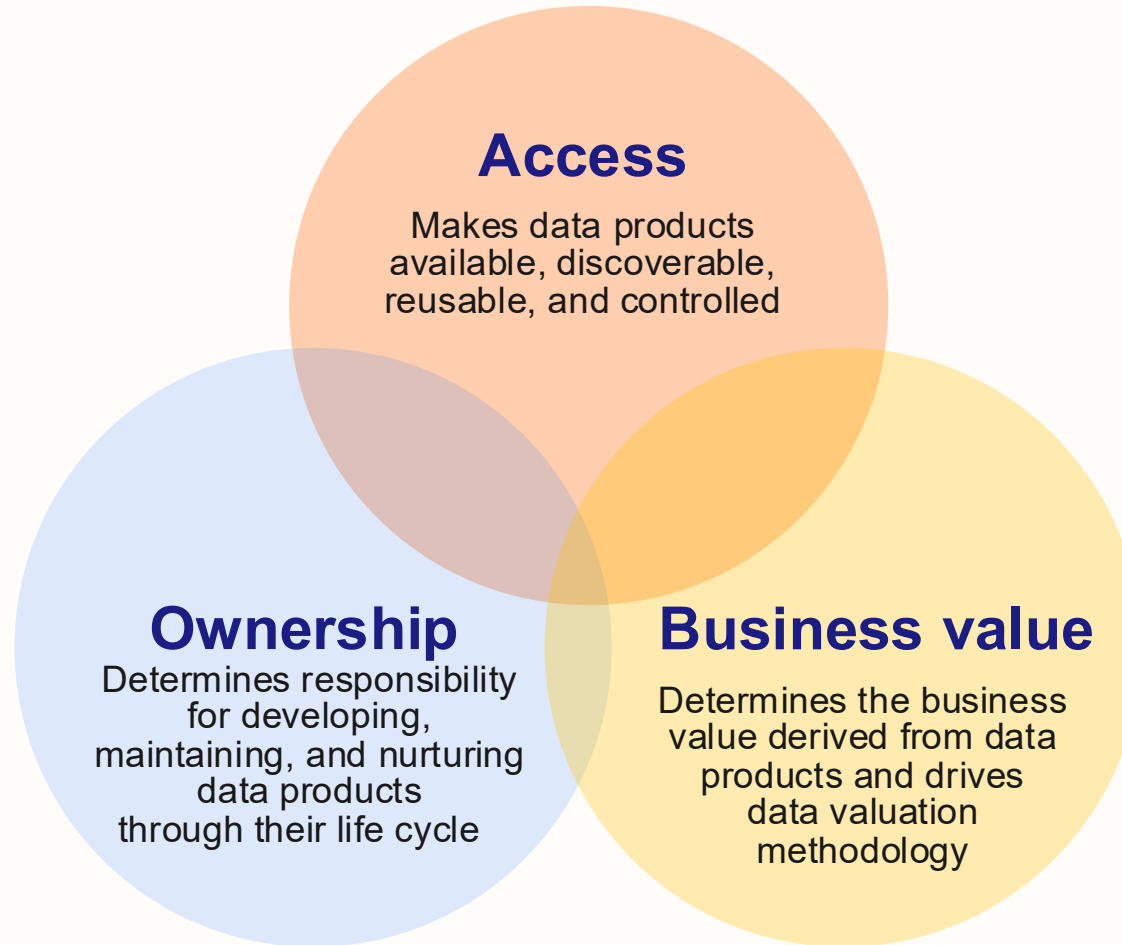 Access
Makes data products
available, discoverable,
reusable, and controlled
Ownership
Determines responsibility
for developing,
maintaining, and nurturing
data products
through their life cycle
Business value
Determines the business
value derived from data
products and drives
data valuation
methodology